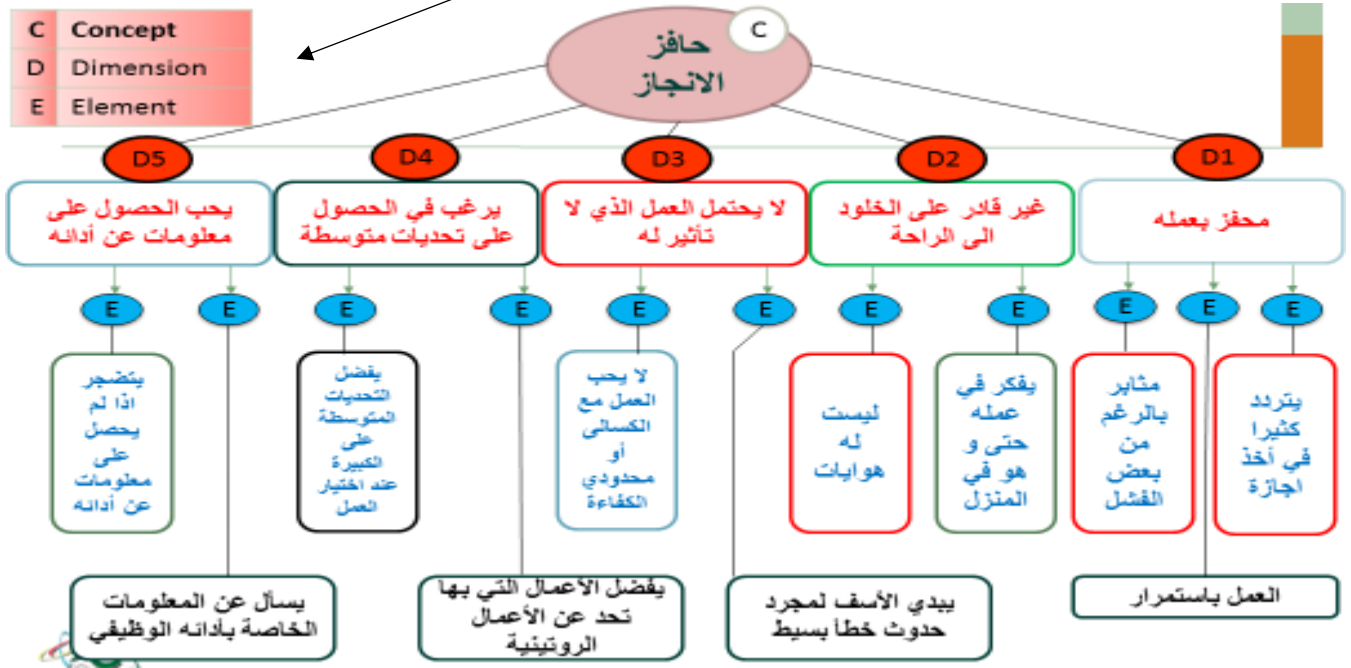 C Concept
D Dimension
E Element
حافز
الانجاز
C
D1
D2
D3
D4
D5
محفز بعمله
غير قادر على الخلود
الى الراحة
لا يحتمل العمل الذي لا
تأثير له
يرغب في الحصول
على تحديات متوسطة
يحب الحصول على
معلومات عن أدائه
E
E
E
E
E
E
E
E
E
E
E
يتردد
كثيرا
في أخذ
اجازة
مثابر
بالرغم
من
بعض
الفشل
يفكر في
عمله
حتى و
هو في
المنزل
ليست
له
هوايات
لا يحب
العمل مع
الكسالى
أو
محدودي
الكفاءة
يفضل
التحديات
المتوسطة
على
الكبيرة
عند اختيار
العمل
يتضجر
اذا لم
يحصل
على
معلومات
عن أدائه
العمل باستمرار
يبدي الأسف لمجرد
حدوث خطأ بسيط
يفضل الأعمال التي بها
تحد عن الأعمال
الروتينية
يسأل عن المعلومات
الخاصة بأدائه الوظيفي